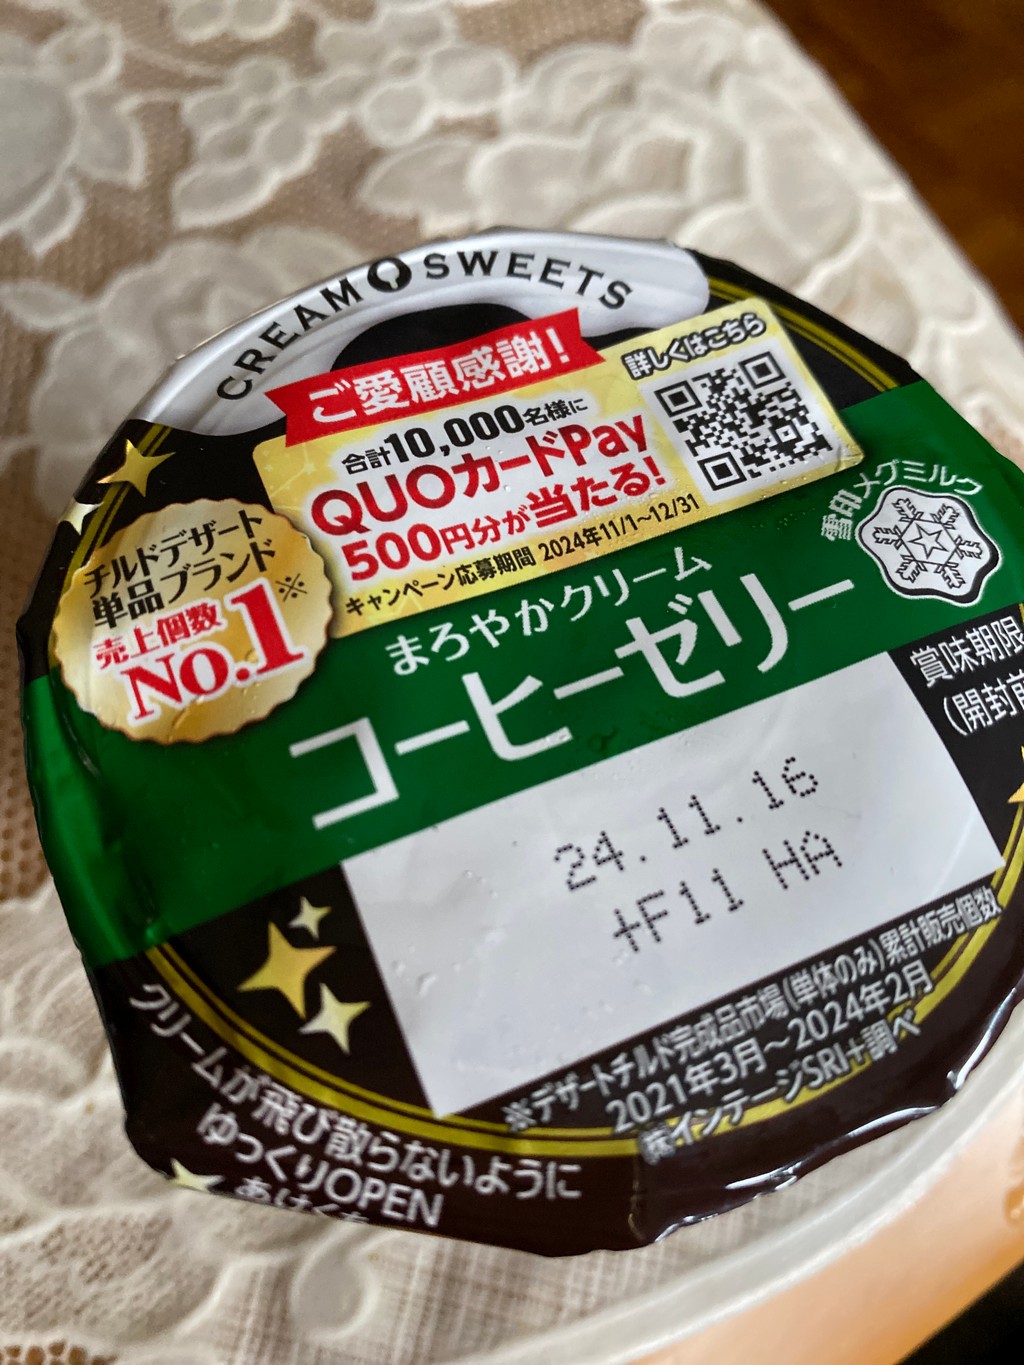 CREAM SWEETS
ご愛顧感謝!
合計10,000名様に
QUOカードPay
500円分が当たる!
キャンペーン応募期間 2024年11/1~12/31
詳しくはこちら
雪印メグミルク
チルドデザート
単品ブランド※
売上個数
No.1
まろやかクリーム
コーヒーゼリー
賞味期限
(開封前
24.11.16
+F11 HA
※デザートチルド完成品市場(単体のみ)累計販売個数
2021年3月~2024年2月
㈱インテージSRI+調べ
クリームが飛び散らないように
ゆっくりOPEN